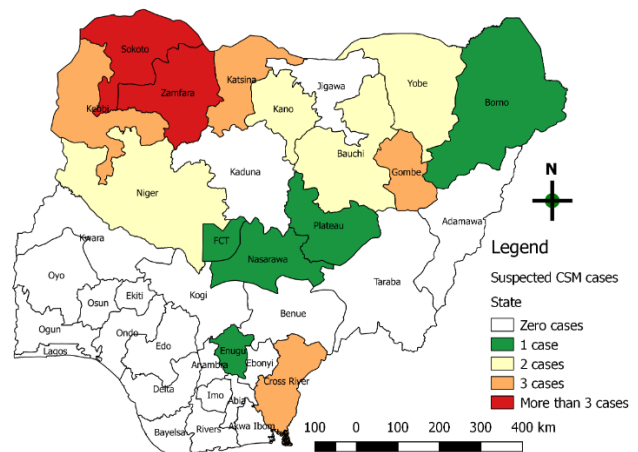 Sokoto
Zamfara
Katsina
Kebbi
Jigawa
Kano
Yobe
Borno
Bauchi
Gombe
Kaduna
Niger
Plateau
FCT
Nasarawa
Adamawa
Taraba
Kwara
Oyo
Kogi
Benue
Osun
Ekiti
Ogun
Ondo
Edo
Lagos
Enugu
Ebonyi
Anambra
Cross River
Delta
Imo
Abia
Bayelsa
Rivers
Akwa Ibom
N
Legend
Suspected CSM cases
State
Zero cases
1 case
2 cases
3 cases
More than 3 cases
100 0 100 200 300 400 km